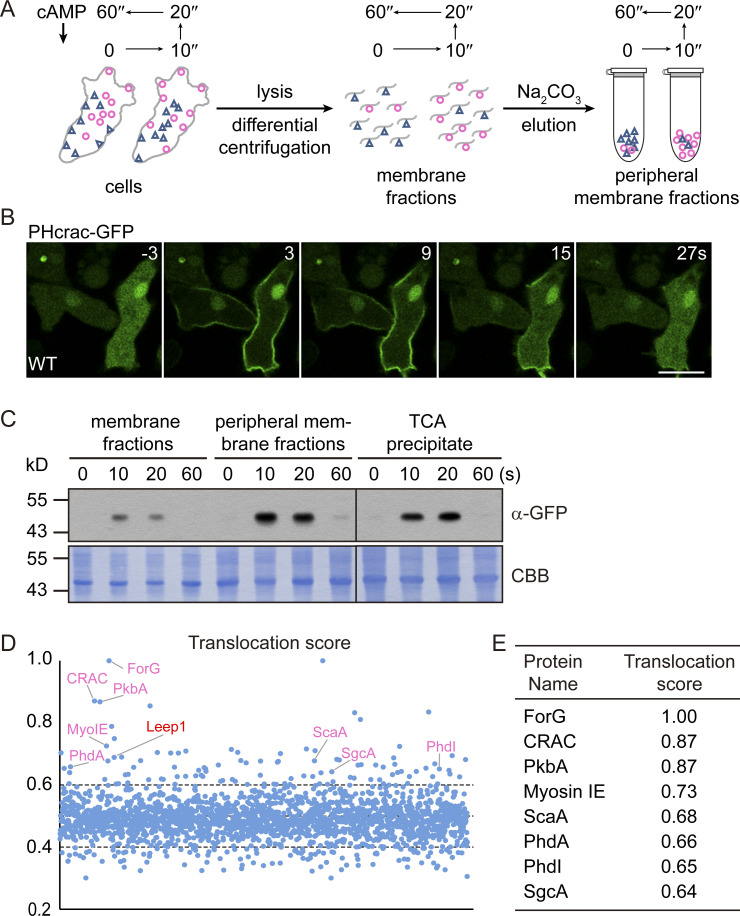 A
cAMP 60″ 20″ 60″ 20″ 60″ 20″
0 10″ 0 10″ 0 10″
lysis
differential
centrifugation
Na2CO3
elution
cells
membrane
fractions
peripheral
membrane fractions
B
PHcrac-GFP
-3 3 9 15 27s
WT
C
membrane
fractions
peripheral mem-
brane fractions
TCA
precipitate
kD 0 10 20 60 0 10 20 60 0 10 20 60 (s)
55
43
α-GFP
55
43
CBB
D
Translocation score
1.0
0.8
0.6
0.4
0.2
ForG
CRAC
PkbA
MyoIE
Leep1
PhdA
ScaA
SgcA
PhdI
E
Protein Name Translocation score
ForG 1.00
CRAC 0.87
PkbA 0.87
Myosin IE 0.73
ScaA 0.68
PhdA 0.66
PhdI 0.65
SgcA 0.64